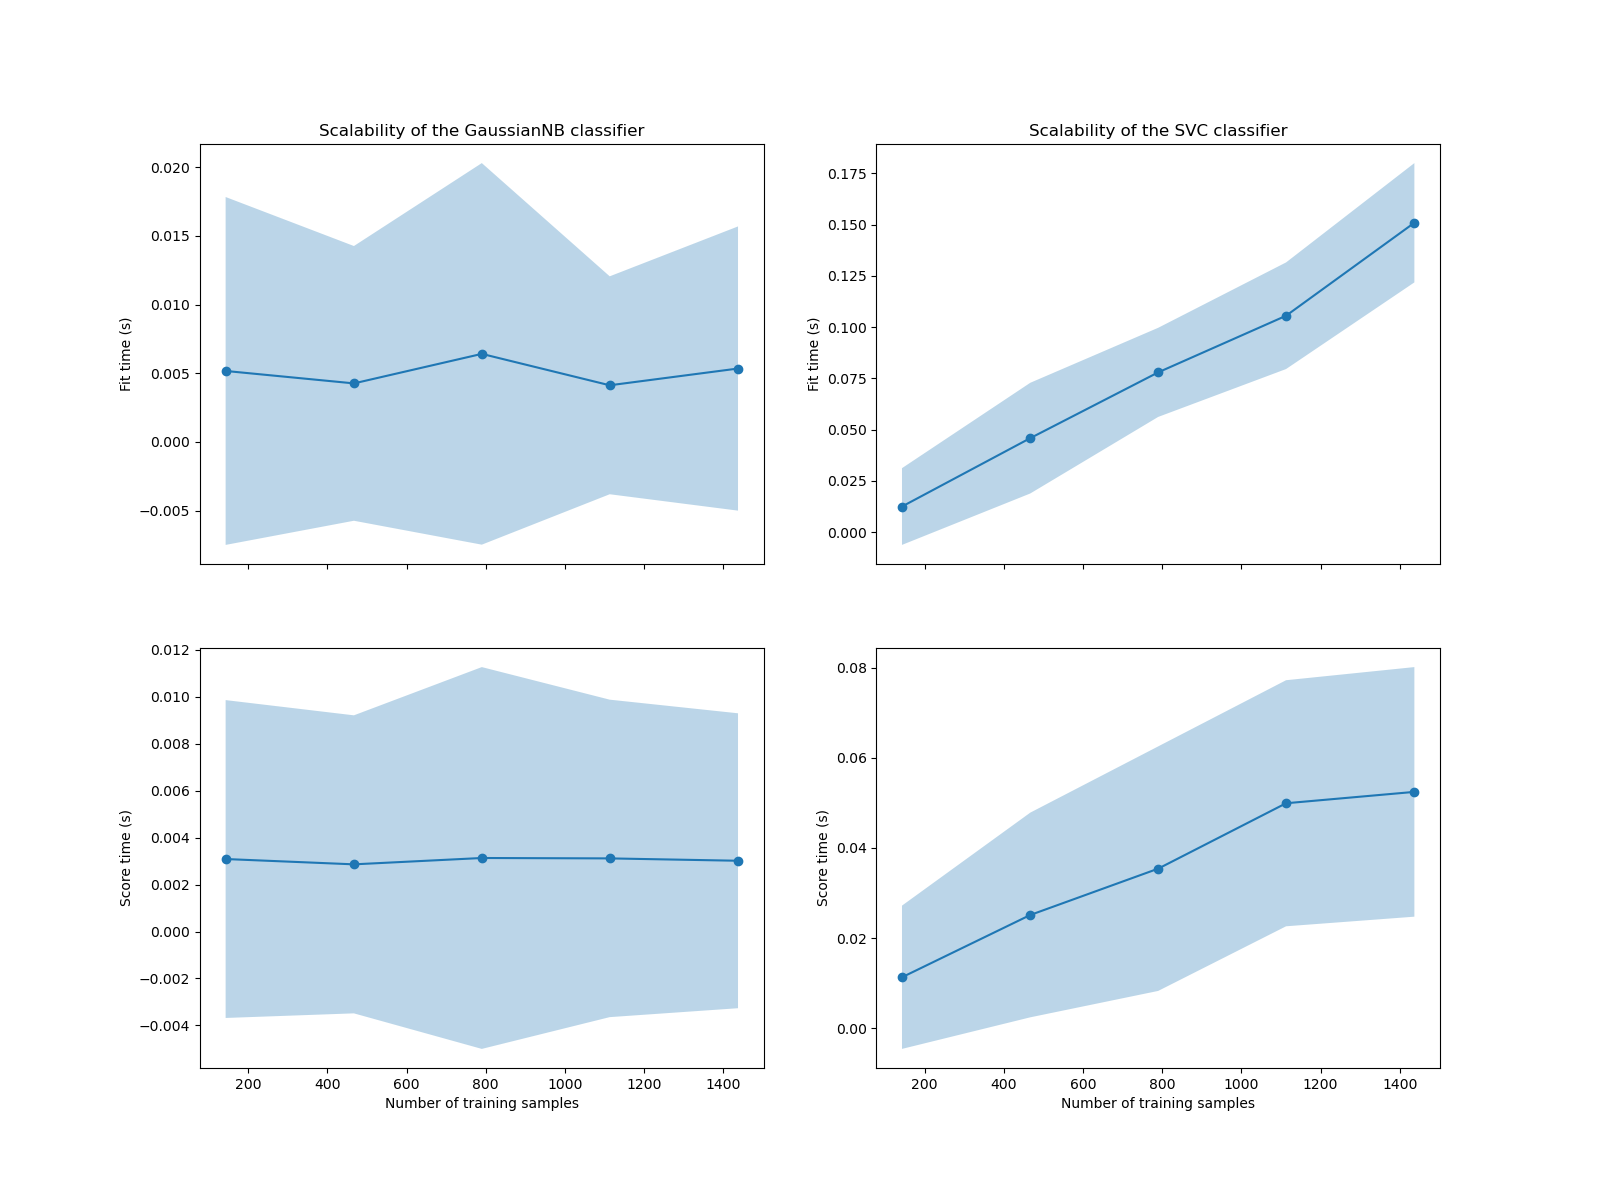 Scalability of the GaussianNB classifier
Scalability of the SVC classifier
0.020
0.015
0.010
0.005
0.000
−0.005
Fit time (s)
0.175
0.150
0.125
0.100
0.075
0.050
0.025
0.000
Fit time (s)
0.012
0.010
0.008
0.006
0.004
0.002
0.000
−0.002
−0.004
Score time (s)
200 400 600 800 1000 1200 1400
Number of training samples
0.08
0.06
0.04
0.02
0.00
Score time (s)
200 400 600 800 1000 1200 1400
Number of training samples